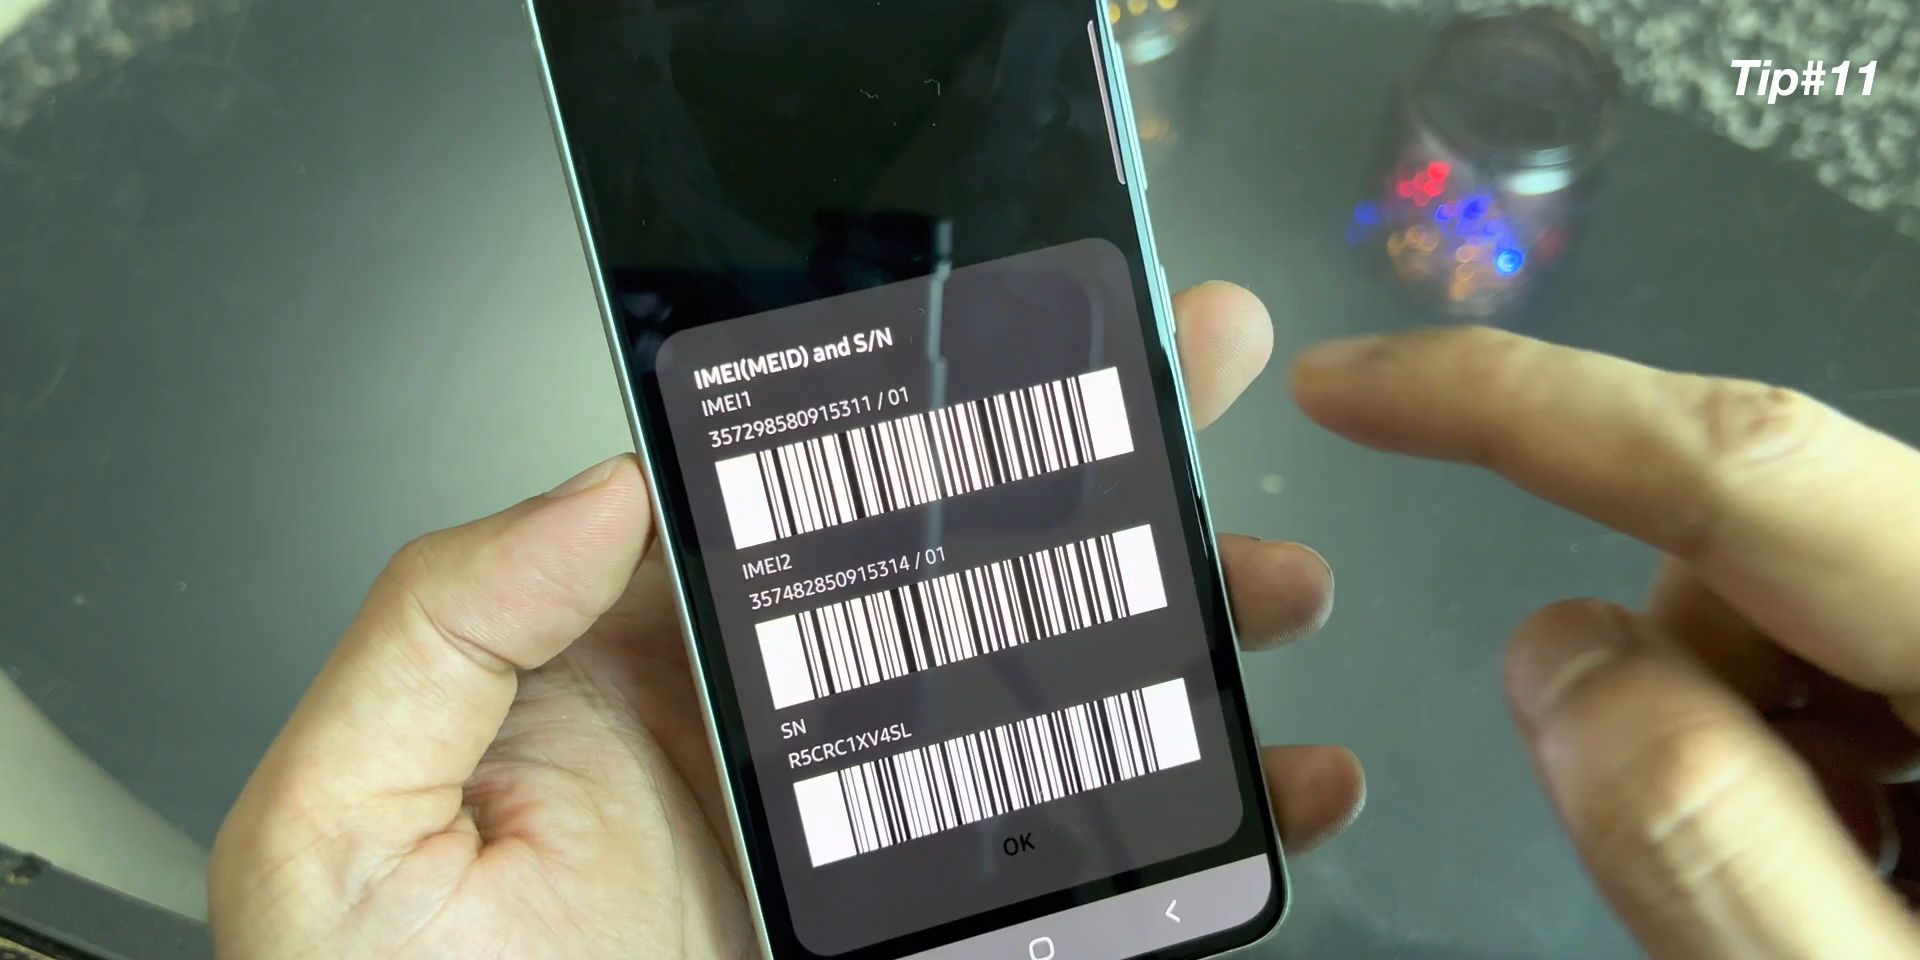 Tip#11
IMEI(MEID) and S/N
IMEI1
357298580915311 / 01
IMEI2
357482850915314 / 01
SN
R5CRC1XV4SL
OK